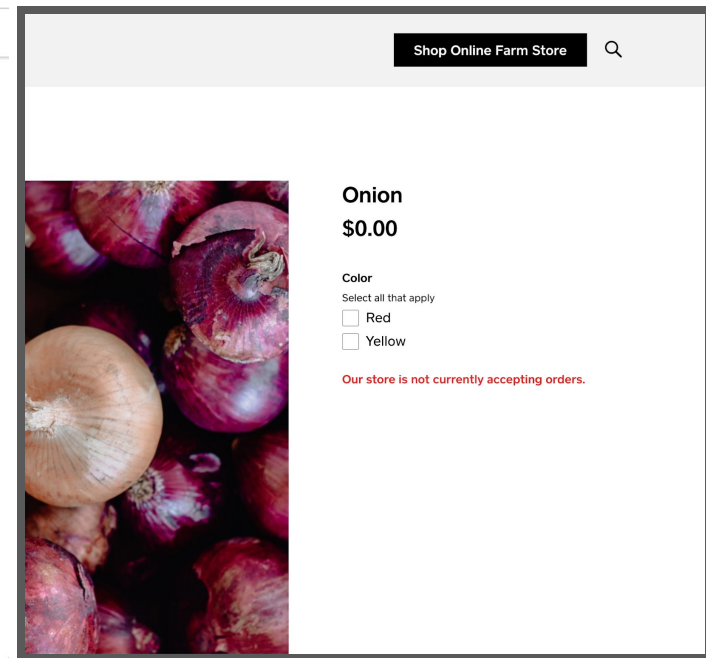 Shop Online Farm Store
Onion
$0.00
Color
Select all that apply
Red
Yellow
Our store is not currently accepting orders.